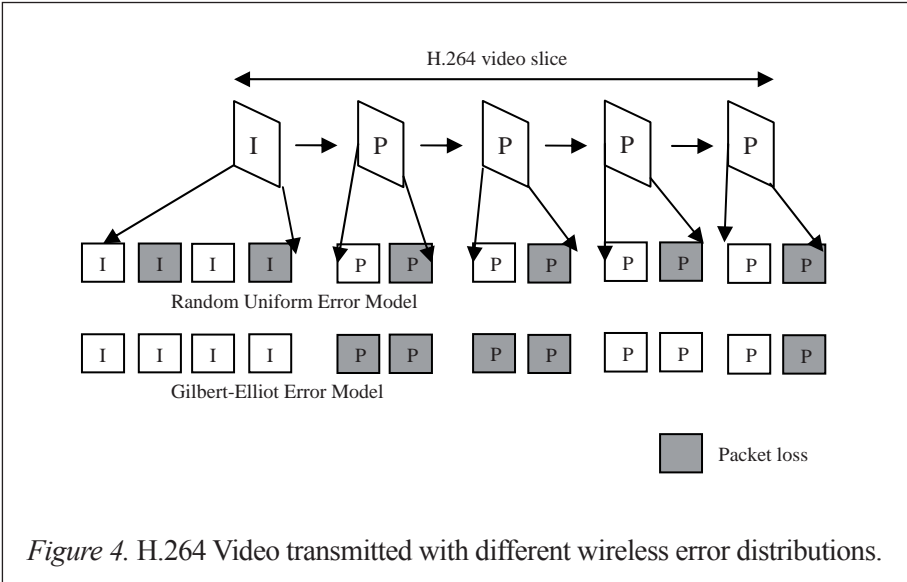 H.264 video slice
I P P P P
I I I I P P P P P P P P
Random Uniform Error Model
I I I I P P P P P P P P
Gilbert-Elliot Error Model
Packet loss
Figure 4. H.264 Video transmitted with different wireless error distributions.